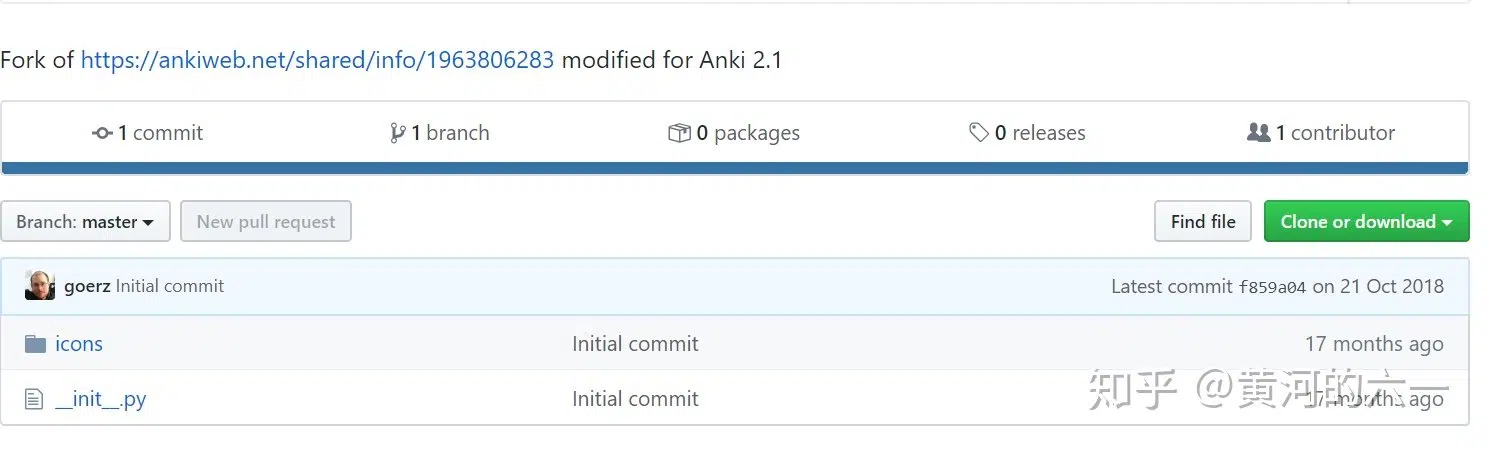 Fork of https://ankiweb.net/shared/info/1963806283 modified for Anki 2.1
1 commit 1 branch 0 packages 0 releases 1 contributor
Branch: master New pull request Find file Clone or download
goerz Initial commit Latest commit f859a04 on 21 Oct 2018
icons Initial commit 17 months ago
__init__.py Initial commit 17 months ago
知乎 @黄河的六一